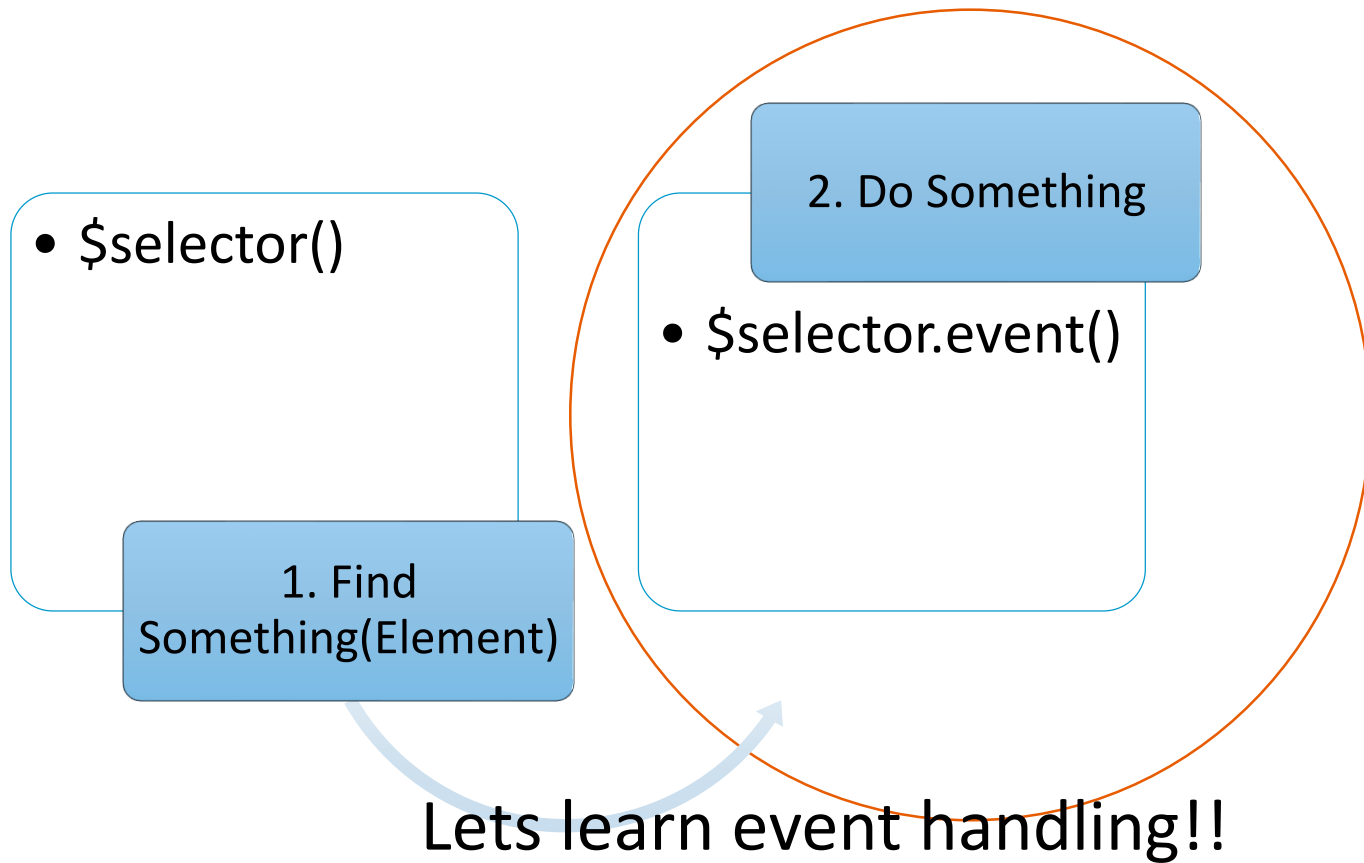 • $selector()
1. Find
Something(Element)
2. Do Something
• $selector.event()
Lets learn event handling!!